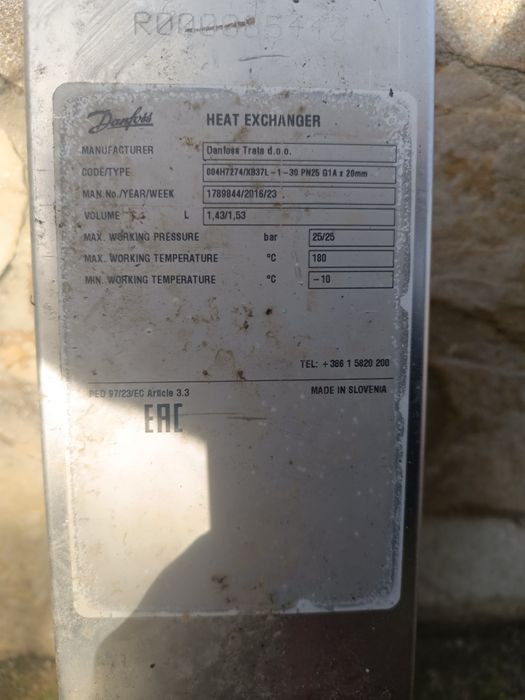 Danfoss HEAT EXCHANGER
MANUFACTURER Danfoss Trata d.o.o.
CODE/TYPE 004H7274/XB37L-1-30 PN25 G1A x 20mm
MAN.No./YEAR/WEEK 1789844/2016/23
VOLUME L 1,43/1,53
MAX. WORKING PRESSURE bar 25/25
MAX. WORKING TEMPERATURE °C 180
MIN. WORKING TEMPERATURE °C -10
TEL: +386 1 5820 200
PED 97/23/EC Article 3.3 MADE IN SLOVENIA
EAC